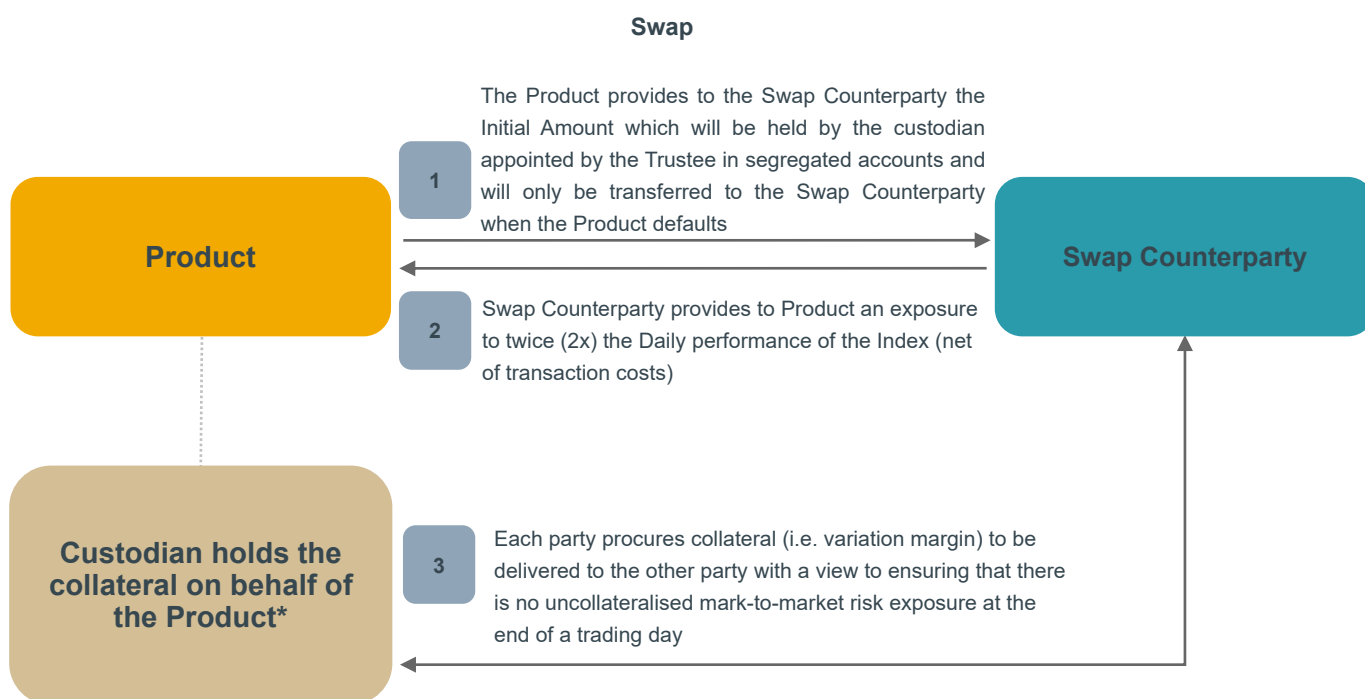 Swap
The Product provides to the Swap Counterparty the
Initial Amount which will be held by the custodian
appointed by the Trustee in segregated accounts and
will only be transferred to the Swap Counterparty
when the Product defaults
1
Product
Swap Counterparty
2
Swap Counterparty provides to Product an exposure
to twice (2x) the Daily performance of the Index (net
of transaction costs)
Custodian holds the
collateral on behalf of
the Product*
3
Each party procures collateral (i.e. variation margin) to be
delivered to the other party with a view to ensuring that there
is no uncollateralised mark-to-market risk exposure at the
end of a trading day